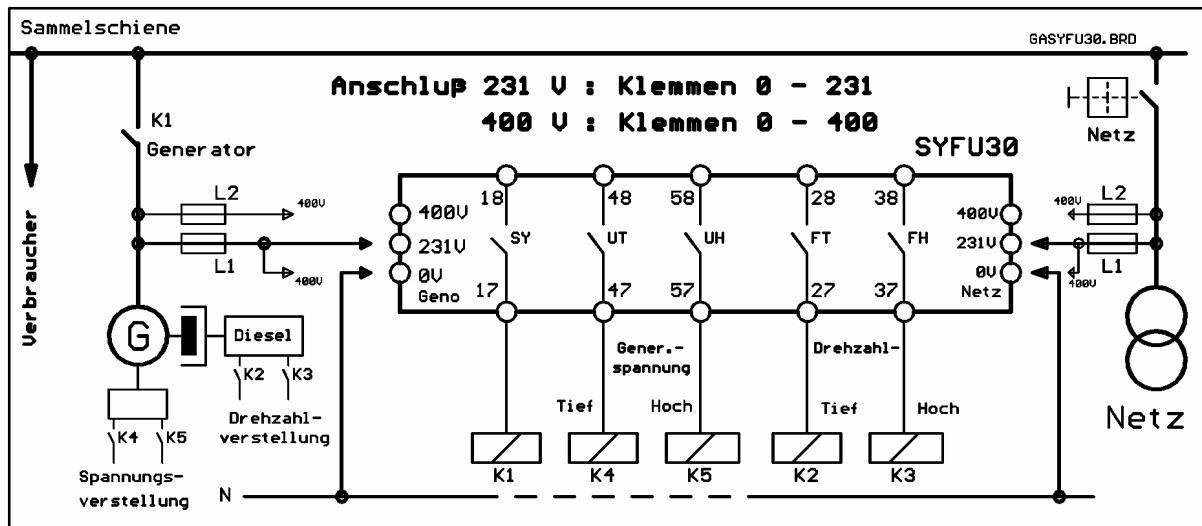 Sammelschiene
GASYFU30.BRD
Anschluß 231 V : Klemmen 0 - 231
400 V : Klemmen 0 - 400
K1
Generator
Netz
SYFU30
Verbraucher
L2
400V
L1
400V
18
48
58
28
38
400V
231V
0V
Geno
SY
UT
UH
FT
FH
400V
231V
0V
Netz
17
47
57
27
37
L2
400V
L1
400V
G
Diesel
K2
K3
Drehzahl-
verstellung
K4
K5
Spannungs-
verstellung
Gener.-
spannung
Drehzahl-
Tief
Hoch
Tief
Hoch
K1
K4
K5
K2
K3
Netz
N